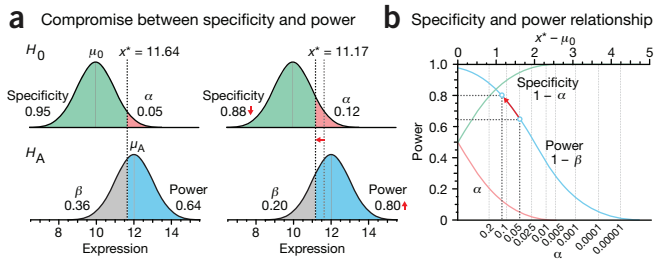 a Compromise between specificity and power
H0 μ0 x* = 11.64 x* = 11.17
Specificity α Specificity α
0.95 0.05 0.88 0.12
HA μA
β Power β Power
0.36 0.64 0.20 0.80
8 10 12 14 8 10 12 14
Expression Expression
b Specificity and power relationship
x* − μ0
0 1 2 3 4 5
1.0
0.8
0.6
0.4
0.2
0
Power
Specificity
1 − α
Power
1 − β
α
0.2 0.1 0.05 0.025 0.01 0.005 0.001 0.0001 0.00001
α